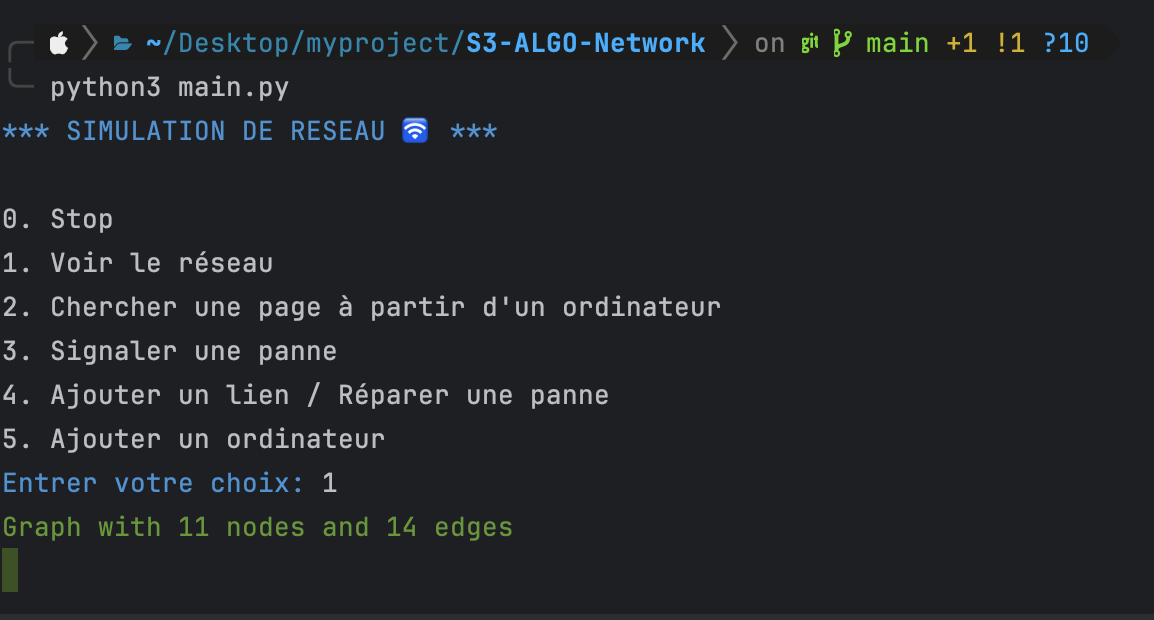 ~/Desktop/myproject/S3-ALGO-Network on git main +1 !1 ?10
python3 main.py
*** SIMULATION DE RESEAU 🛜 ***
0. Stop
1. Voir le réseau
2. Chercher une page à partir d'un ordinateur
3. Signaler une panne
4. Ajouter un lien / Réparer une panne
5. Ajouter un ordinateur
Entrer votre choix: 1
Graph with 11 nodes and 14 edges